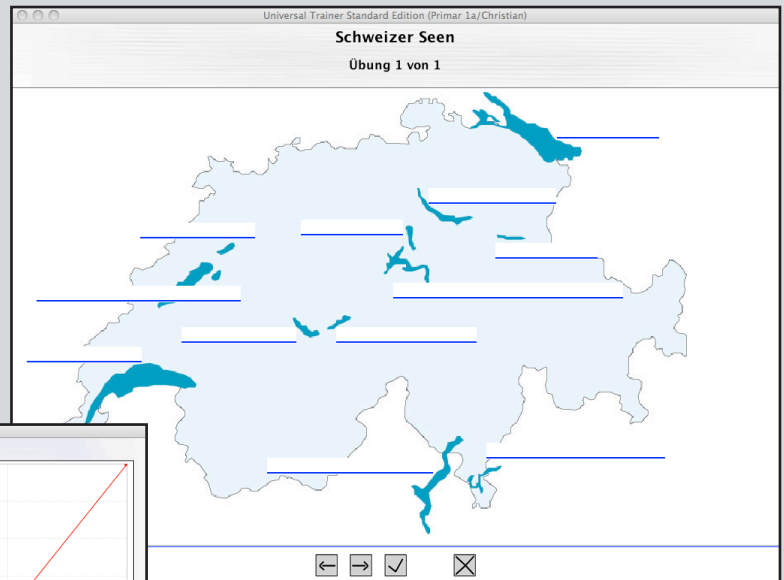 Universal Trainer Standard Edition (Primar 1a/Christian)
Schweizer Seen
Übung 1 von 1